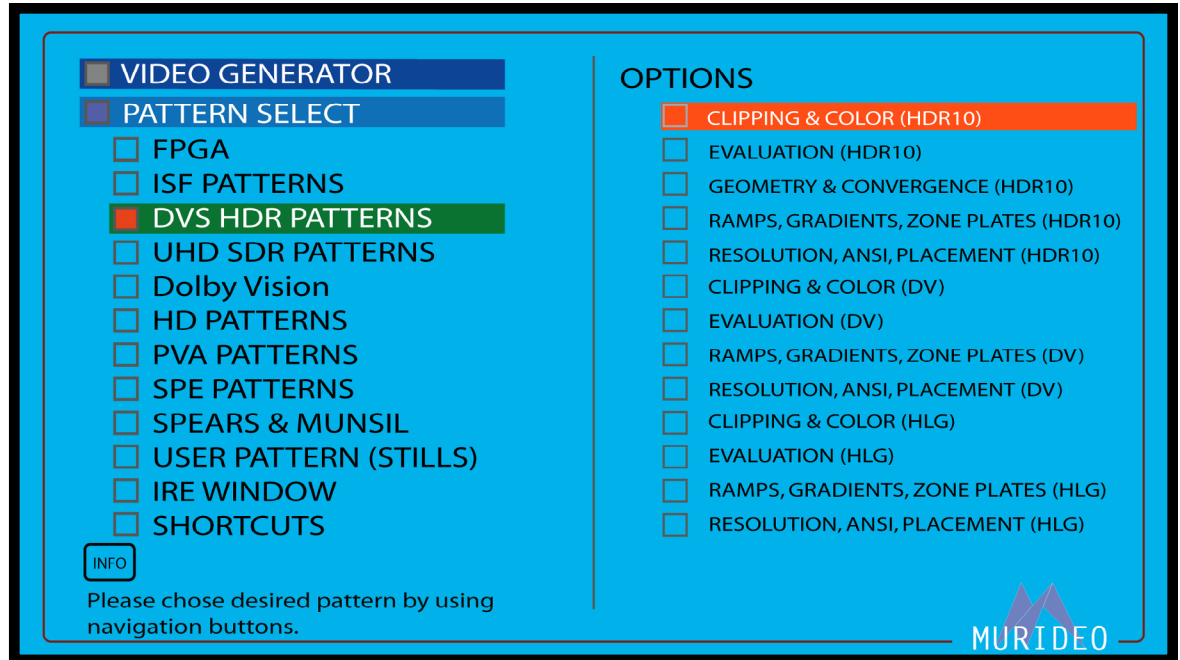 VIDEO GENERATOR
PATTERN SELECT
FPGA
ISF PATTERNS
DVS HDR PATTERNS
UHD SDR PATTERNS
Dolby Vision
HD PATTERNS
PVA PATTERNS
SPE PATTERNS
SPEARS & MUNSIL
USER PATTERN (STILLS)
IRE WINDOW
SHORTCUTS
INFO
Please chose desired pattern by using
navigation buttons.
OPTIONS
CLIPPING & COLOR (HDR10)
EVALUATION (HDR10)
GEOMETRY & CONVERGENCE (HDR10)
RAMPS, GRADIENTS, ZONE PLATES (HDR10)
RESOLUTION, ANSI, PLACEMENT (HDR10)
CLIPPING & COLOR (DV)
EVALUATION (DV)
RAMPS, GRADIENTS, ZONE PLATES (DV)
RESOLUTION, ANSI, PLACEMENT (DV)
CLIPPING & COLOR (HLG)
EVALUATION (HLG)
RAMPS, GRADIENTS, ZONE PLATES (HLG)
RESOLUTION, ANSI, PLACEMENT (HLG)
MURIDEO